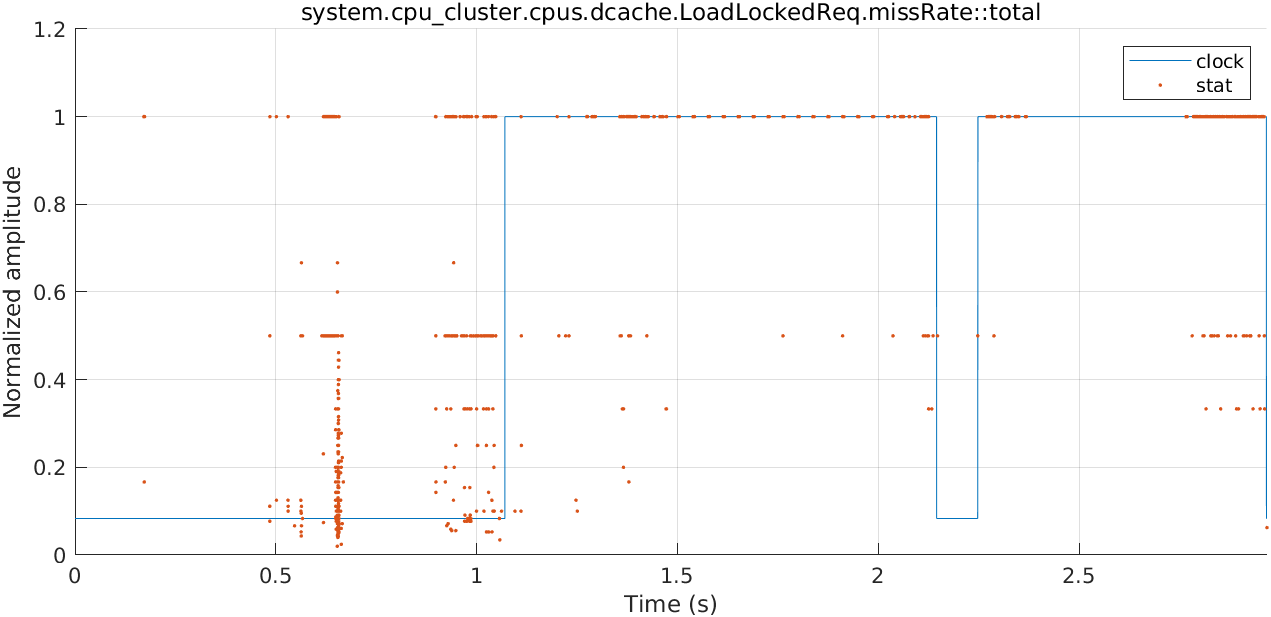 system.cpu_cluster.cpus.dcache.LoadLockedReq.missRate::total
1.2
1
0.8
0.6
0.4
0.2
0
Normalized amplitude
clock
stat
0 0.5 1 1.5 2 2.5
Time (s)